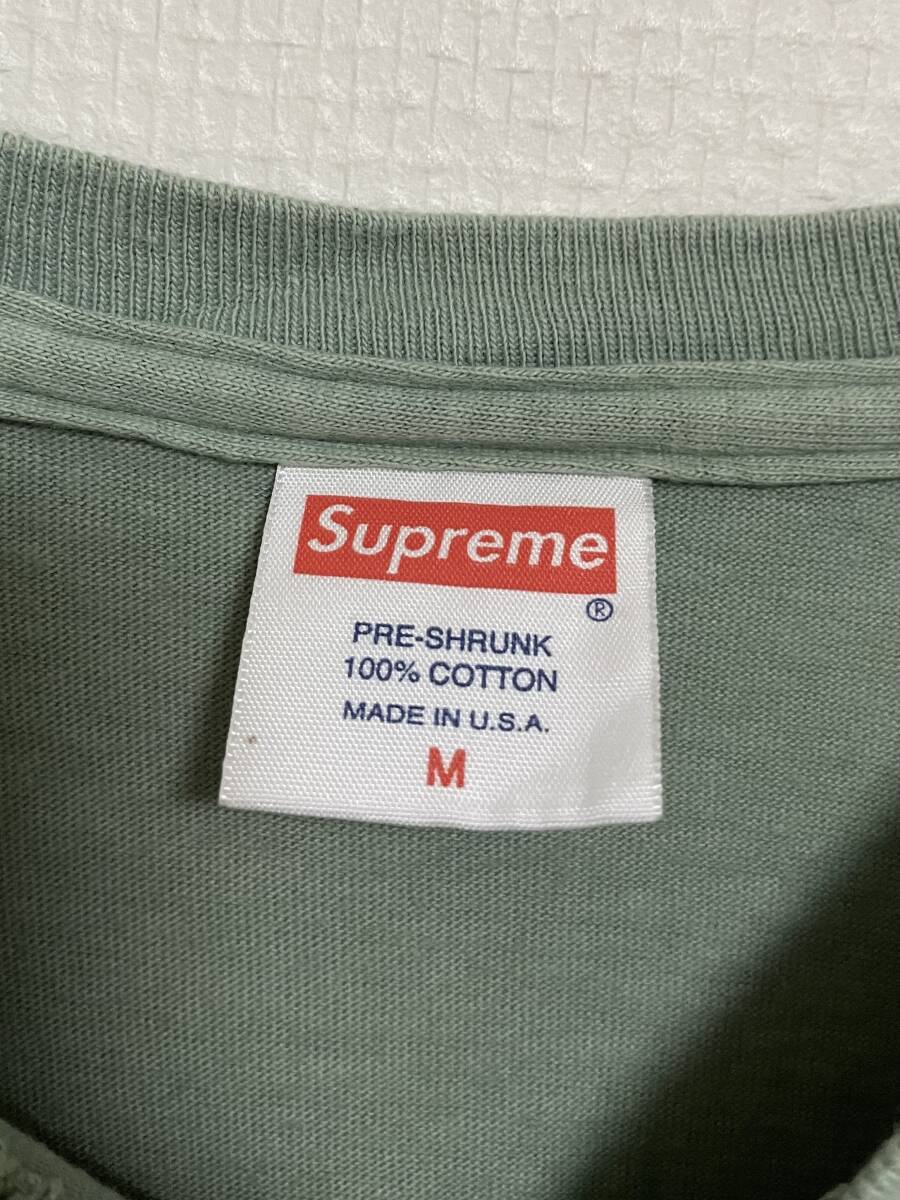 Supreme
®
PRE-SHRUNK
100% COTTON
MADE IN U.S.A.
M